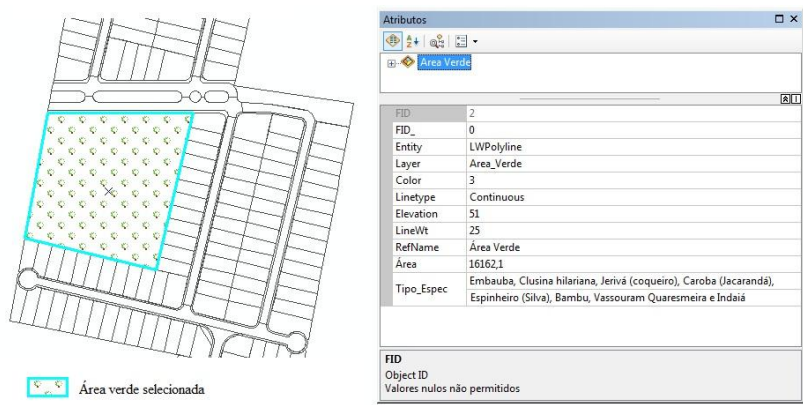 Área verde selecionada
Atributos
Area Verde
FID 2
FID_ 0
Entity LWPolyline
Layer Area_Verde
Color 3
Linetype Continuous
Elevation 51
LineWt 25
RefName Área Verde
Área 16162,1
Tipo_Espec Embauba, Clusina hilariana, Jerivá (coqueiro), Caroba (Jacarandá),
Espinheiro (Silva), Bambu, Vassouram Quaresmeira e Indaiá
FID
Object ID
Valores nulos não permitidos